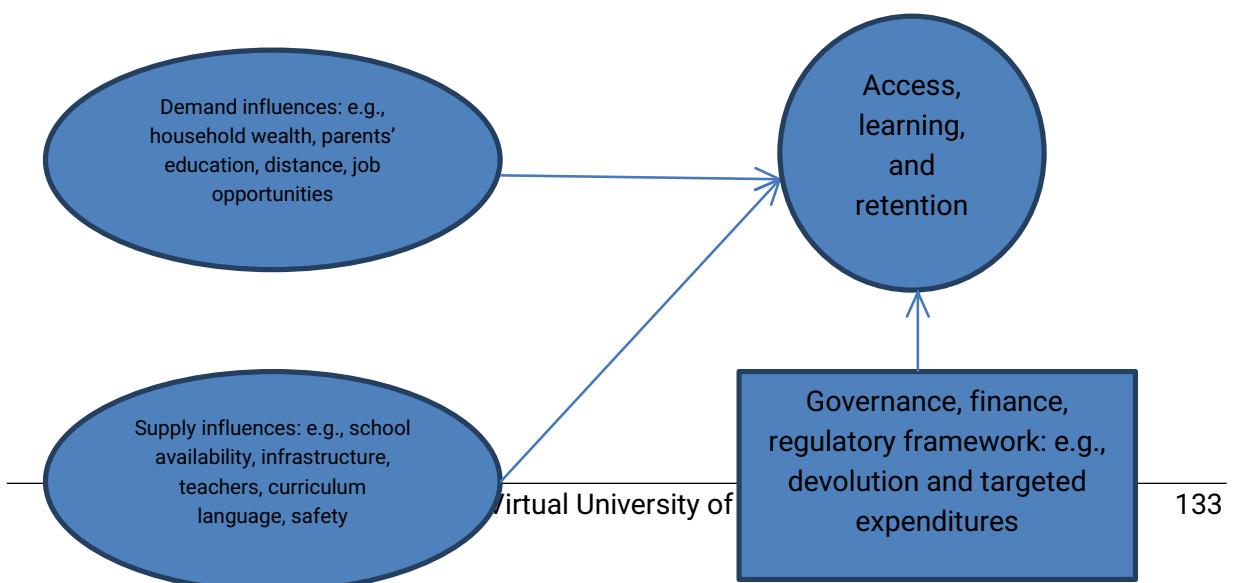 Demand influences: e.g.,
household wealth, parents’
education, distance, job
opportunities
Access,
learning,
and
retention
Supply influences: e.g., school
availability, infrastructure,
teachers, curriculum
language, safety
Governance, finance,
regulatory framework: e.g.,
devolution and targeted
expenditures
Virtual University of
133